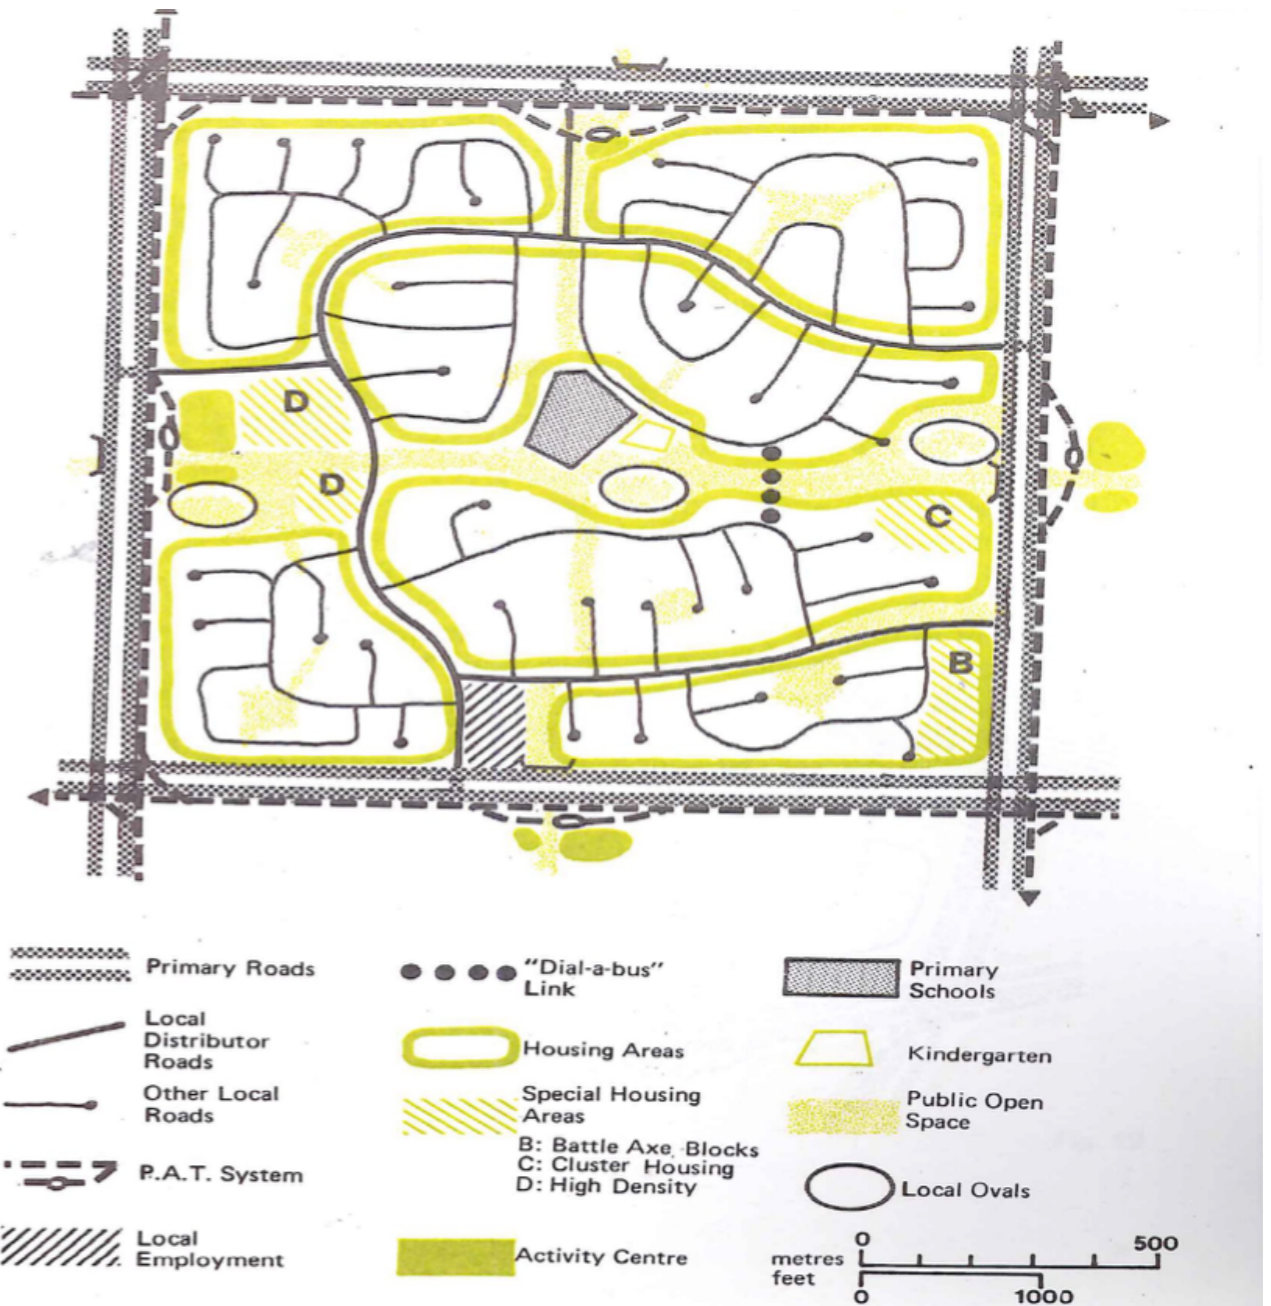 D
D
C
B
Primary Roads
Local
Distributor
Roads
Other Local
Roads
P.A.T. System
Local
Employment
"Dial-a-bus"
Link
Housing Areas
Special Housing
Areas
B: Battle Axe Blocks
C: Cluster Housing
D: High Density
Activity Centre
Primary
Schools
Kindergarten
Public Open
Space
Local Ovals
0 500
metres
feet
0 1000